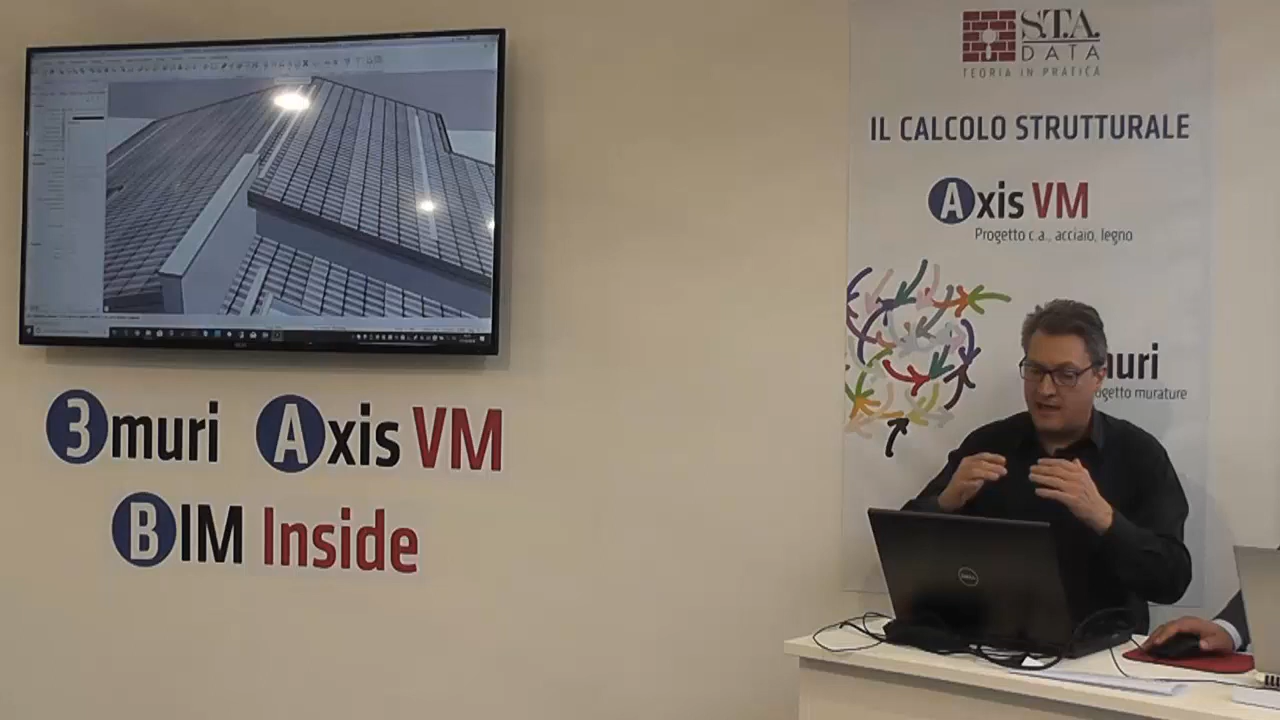 S.T.A.
DATA
TEORIA IN PRATICA
IL CALCOLO STRUTTURALE
Axis VM
Progetto c.a., acciaio, legno
muri
ogetto murature
3muri Axis VM
BIM Inside
DELL